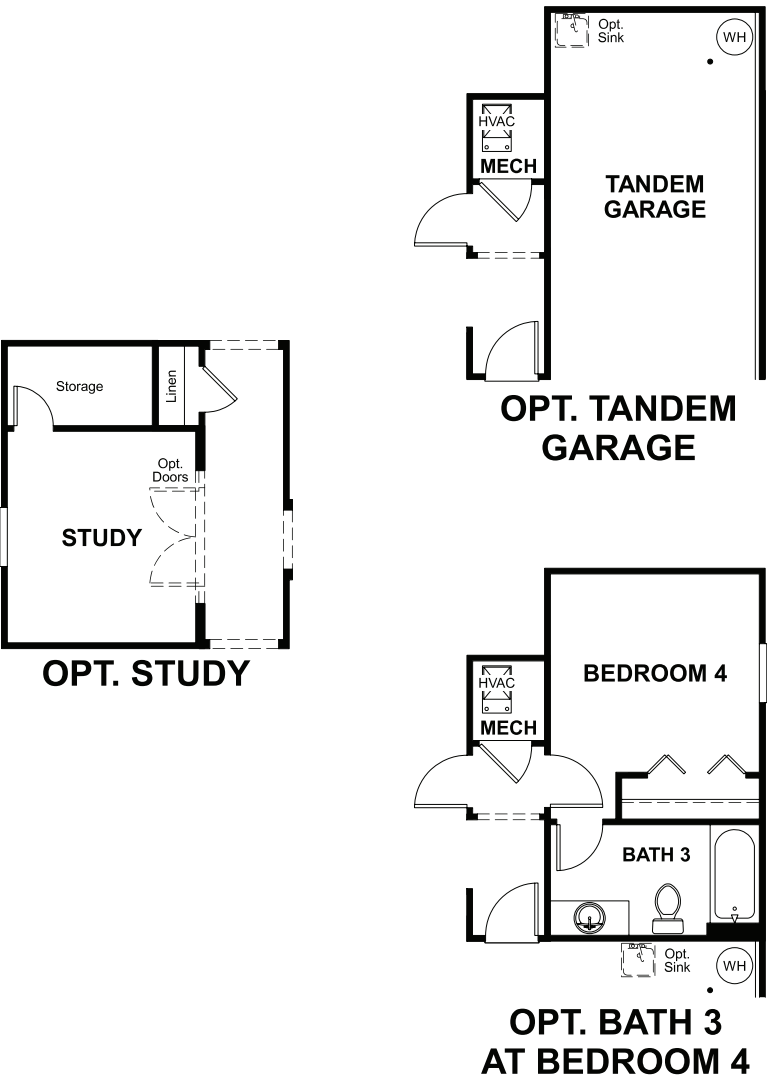 Opt.
Sink
WH
HVAC
MECH
TANDEM
GARAGE
OPT. TANDEM
GARAGE
Storage
Linen
Opt.
Doors
STUDY
OPT. STUDY
BEDROOM 4
HVAC
MECH
BATH 3
Opt.
Sink
WH
OPT. BATH 3
AT BEDROOM 4